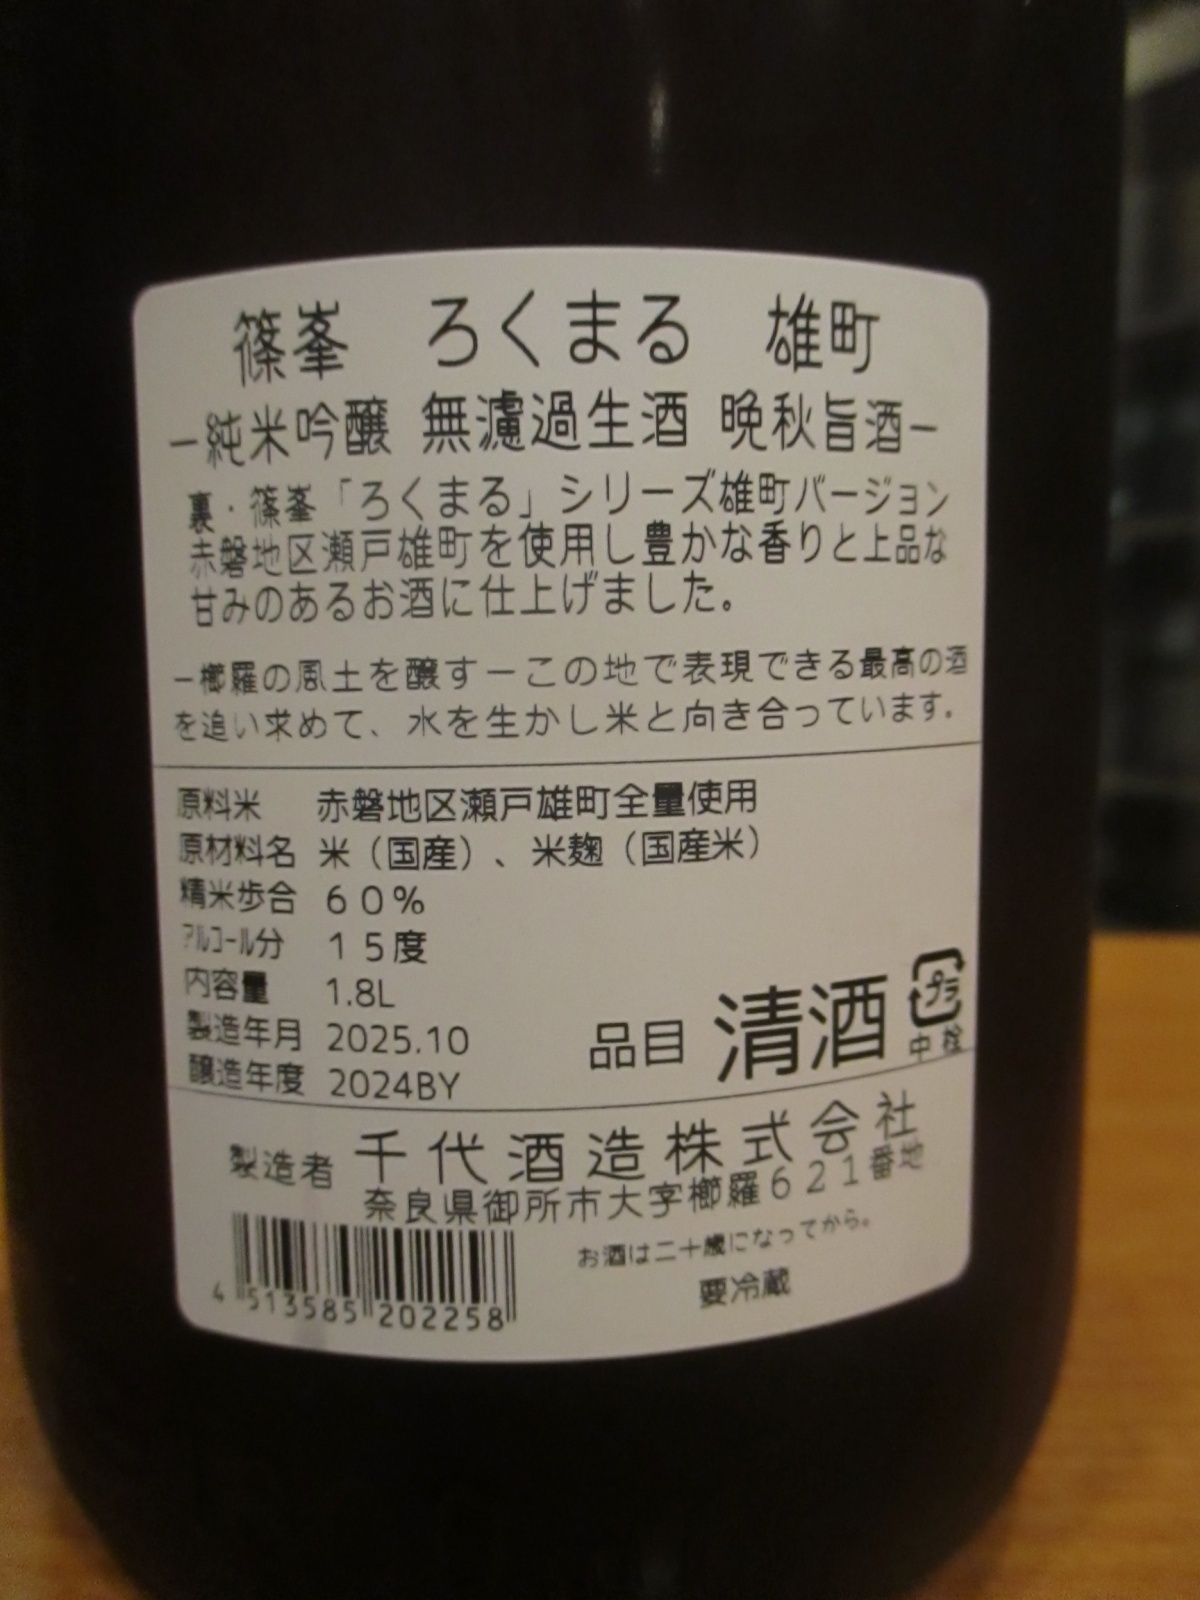 篠峯　ろくまる　雄町
ー純米吟醸 無濾過生酒 晩秋旨酒ー
裏・篠峯「ろくまる」シリーズ雄町バージョン
赤磐地区瀬戸雄町を使用し豊かな香りと上品な
甘みのあるお酒に仕上げました。
ー櫛羅の風土を醸すーこの地で表現できる最高の酒
を追い求めて、水を生かし米と向き合っています。
原料米　赤磐地区瀬戸雄町全量使用
原材料名　米（国産）、米麹（国産米）
精米歩合　６０％
ｱﾙｺｰﾙ分　１５度
内容量　1.8L
製造年月　2025.10
醸造年度　2024BY
品目 清酒
プラ
中 栓
製造者 千代酒造株式会社
奈良県御所市大字櫛羅６２１番地
お酒は二十歳になってから。
要冷蔵
4 513585 202258